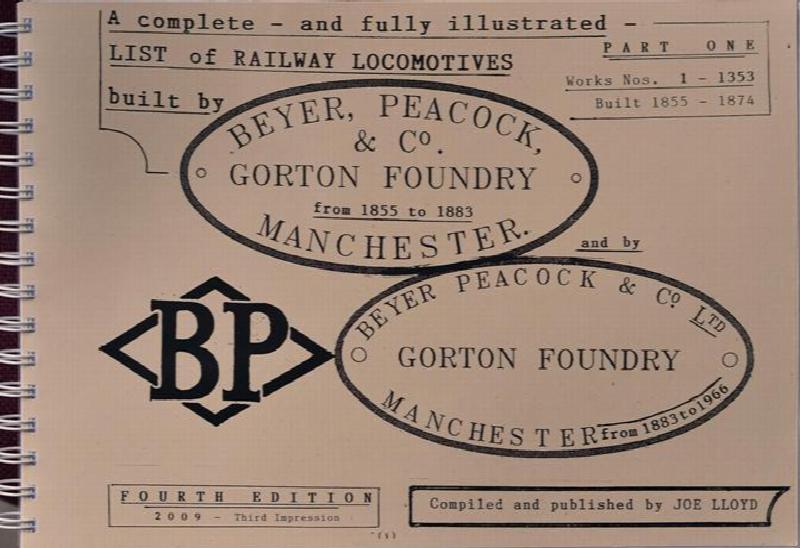 A complete - and fully illustrated -
LIST of RAILWAY LOCOMOTIVES
built by
PART ONE
Works Nos. 1 - 1353
Built 1855 - 1874
BEYER, PEACOCK,
& Co.
GORTON FOUNDRY
from 1855 to 1883
MANCHESTER.
and by
BEYER PEACOCK & Co LTD
GORTON FOUNDRY
MANCHESTER from 1883 to 1966
BP
FOURTH EDITION
2009 - Third Impression
Compiled and published by JOE LLOYD